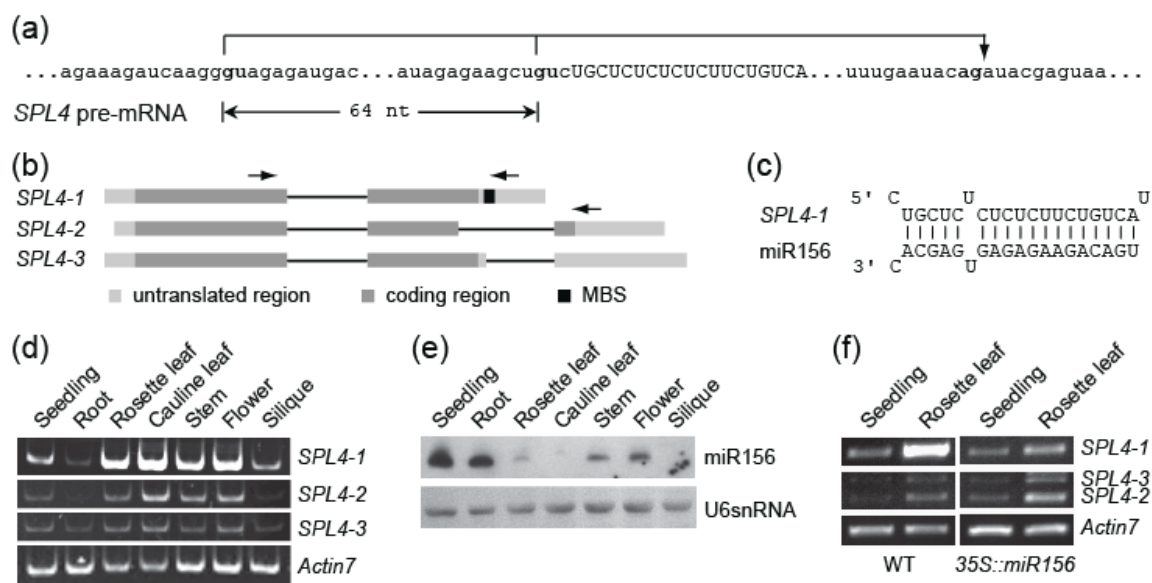 (a)
...agaaagaucaagggu​agagaugac...auagagaagcugucUGCUCUCUCUCUUCUGUCA...uuugaauacagauacgaguaa...
SPL4 pre-mRNA
64 nt
(b)
SPL4-1
SPL4-2
SPL4-3
untranslated region
coding region
MBS
(c)
5' C U U
SPL4-1 UGCUC CUCUCUUCUGUCA
miR156 ACGAG GAGAGAAGACAGU
3' C U
(d)
Seedling
Root
Rosette leaf
Cauline leaf
Stem
Flower
Silique
SPL4-1
SPL4-2
SPL4-3
Actin7
(e)
Seedling
Root
Rosette leaf
Cauline leaf
Stem
Flower
Silique
miR156
U6snRNA
(f)
Seedling
Rosette leaf
Seedling
Rosette leaf
SPL4-1
SPL4-3
SPL4-2
Actin7
WT
35S::miR156